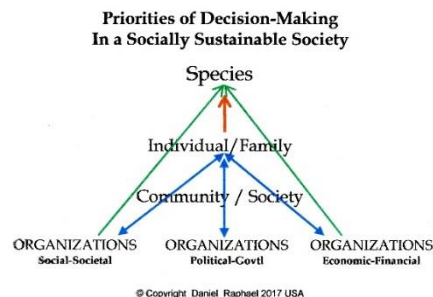 Priorities of Decision-Making
In a Socially Sustainable Society
Species
Individual/Family
Community / Society
ORGANIZATIONS ORGANIZATIONS ORGANIZATIONS
Social-Societal Political-Govtl Economic-Financial
© Copyright Daniel Raphael 2017 USA